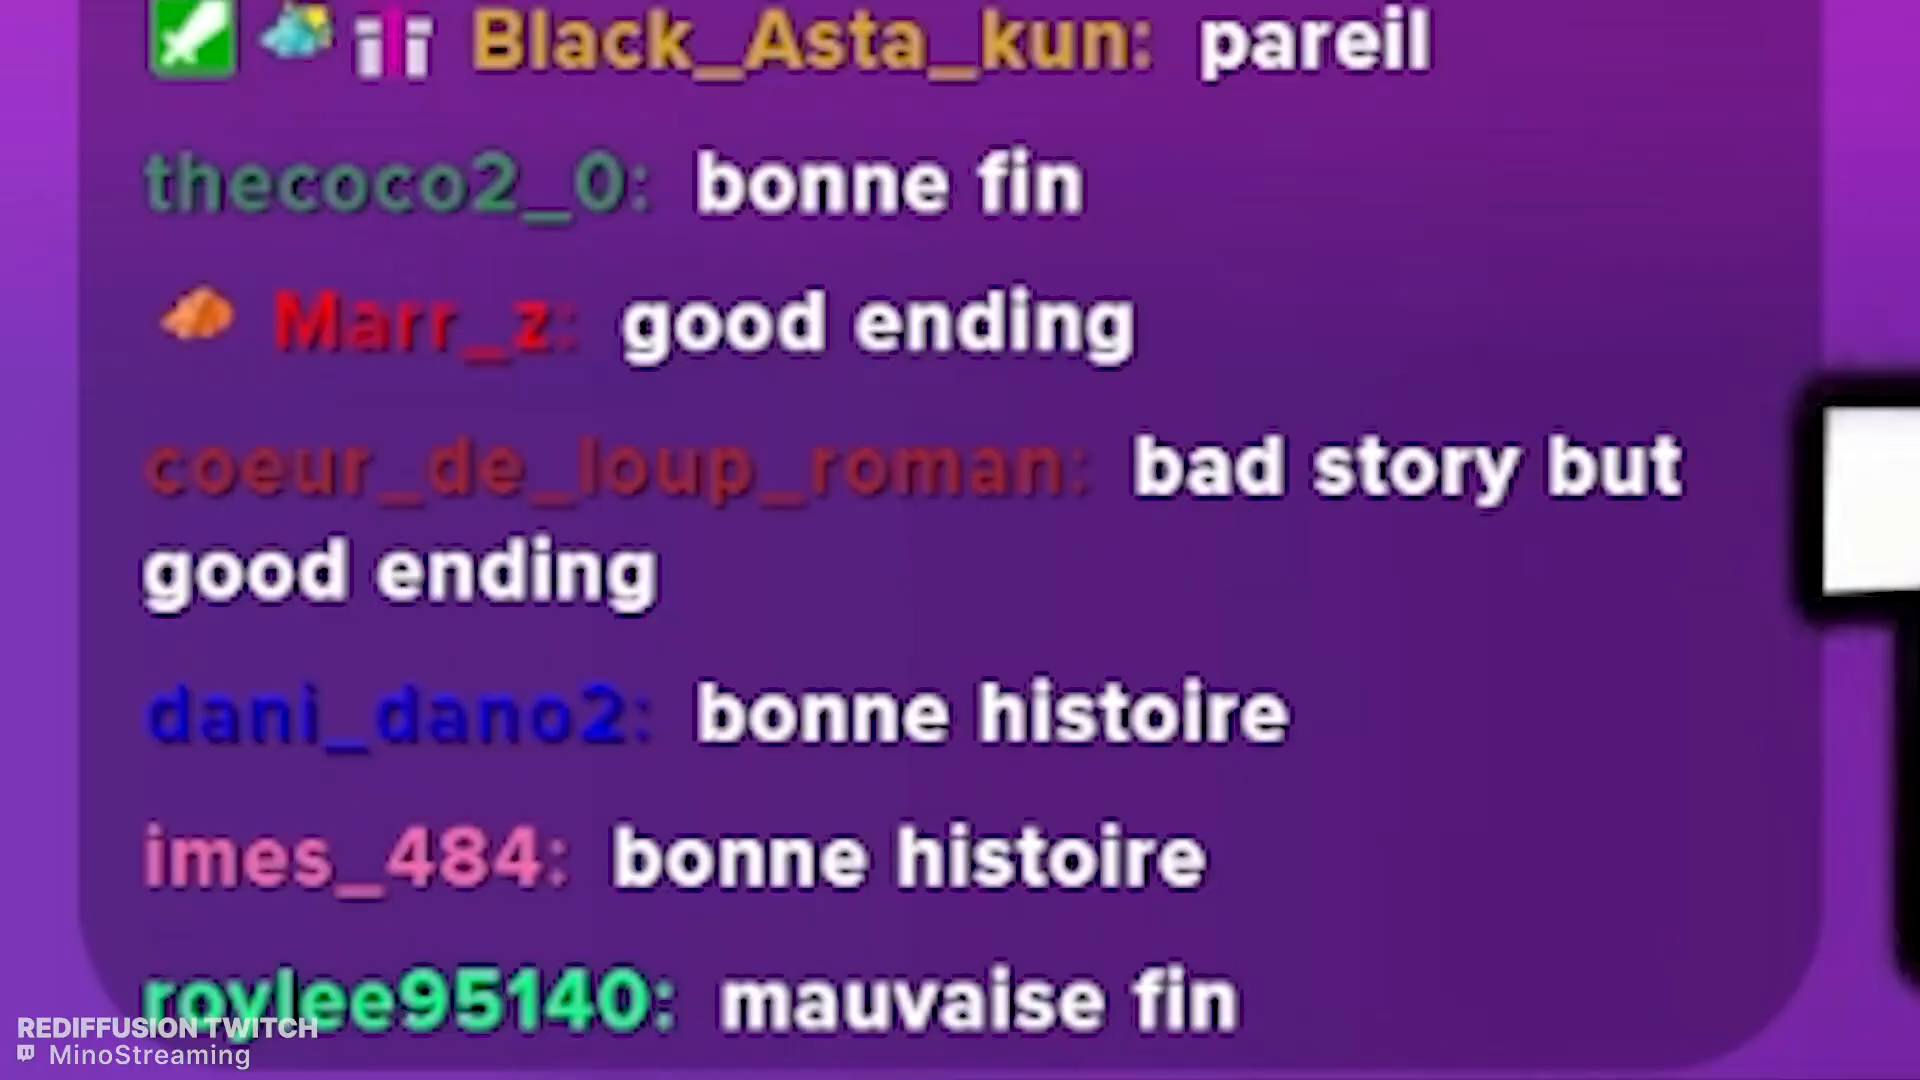 Black_Asta_kun: pareil
thecoco2_0: bonne fin
Marr_z: good ending
coeur_de_loup_roman: bad story but
good ending
dani_dano2: bonne histoire
imes_484: bonne histoire
roylee95140: mauvaise fin
REDIFFUSION TWITCH
MinoStreaming